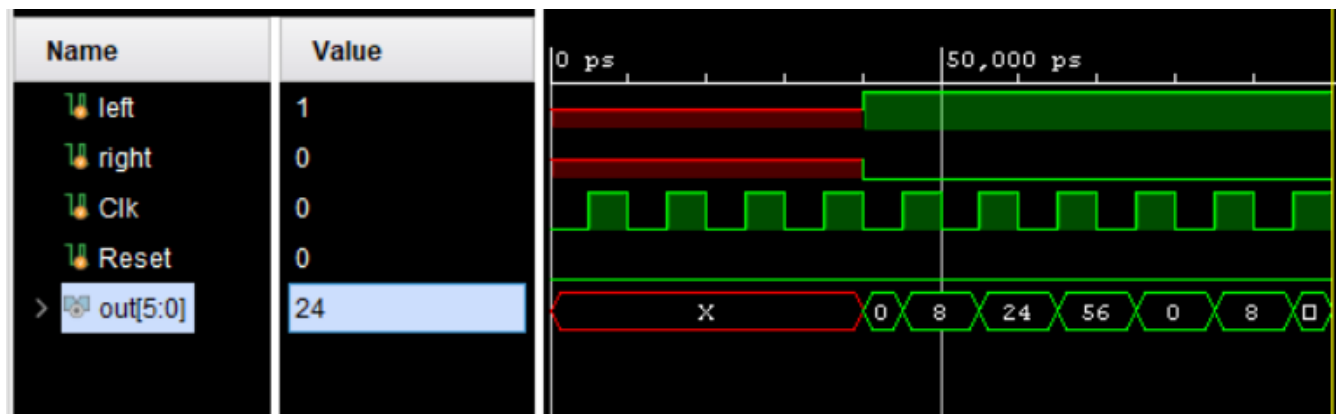 Name Value 0 ps 50,000 ps
left 1
right 0
Clk 0
Reset 0
out[5:0] 24 X 0 8 24 56 0 8